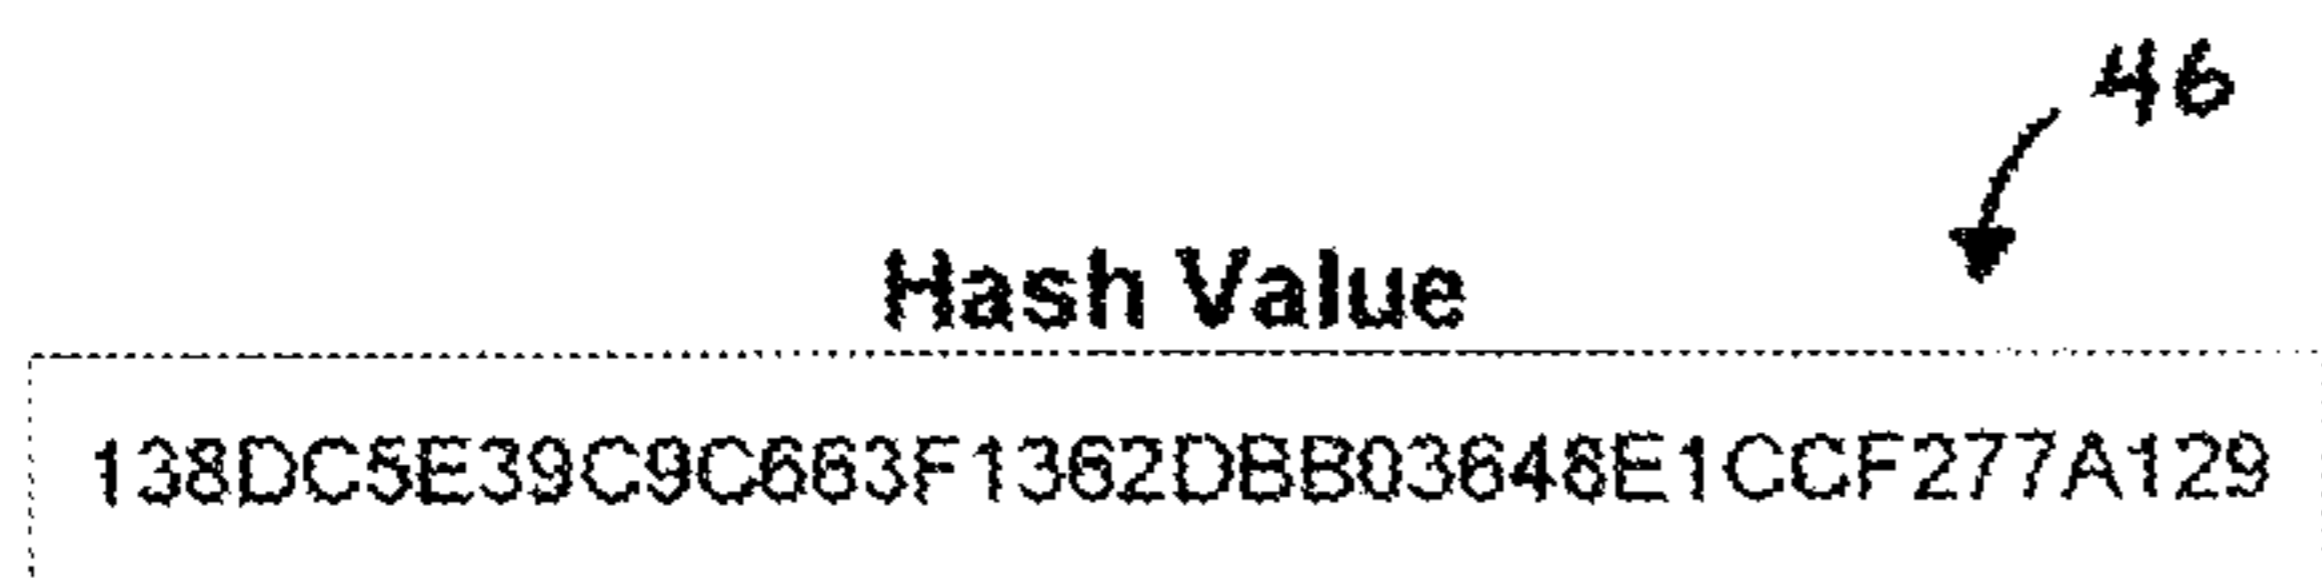 46
Hash Value
138DC5E39C9C663F1362DBB03646E1CCF277A129